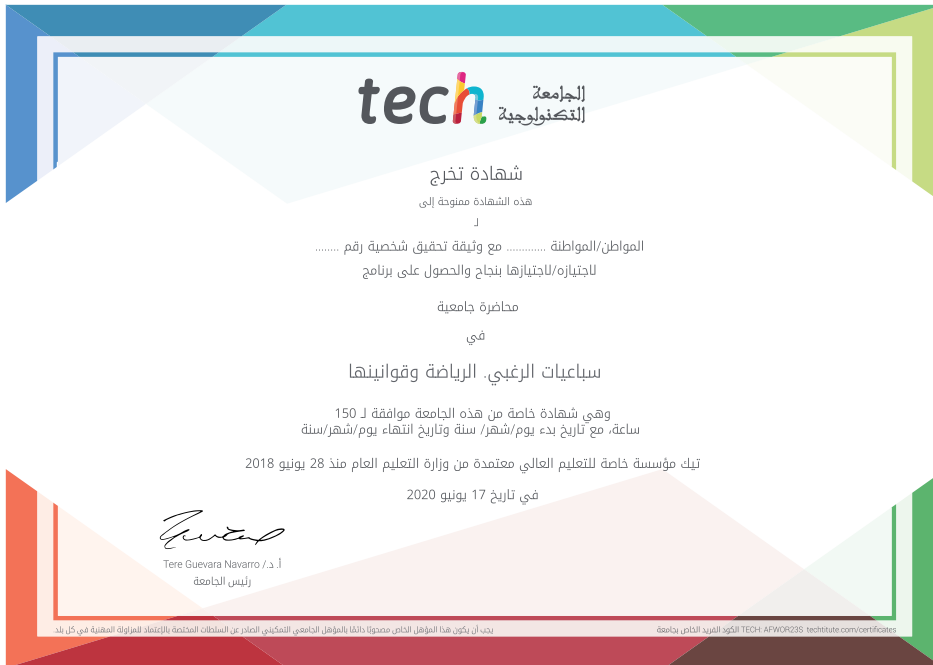 tech الجامعة
التكنولوجية
شهادة تخرج
هذه الشهادة ممنوحة إلى
لـ
المواطن/المواطنة ............. مع وثيقة تحقيق شخصية رقم ........
لاجتيازه/لاجتيازها بنجاح والحصول على برنامج
محاضرة جامعية
في
سباعيات الرغبي. الرياضة وقوانينها
وهي شهادة خاصة من هذه الجامعة موافقة لـ 150
ساعة، مع تاريخ بدء يوم/شهر/ سنة وتاريخ انتهاء يوم/شهر/سنة
تيك مؤسسة خاصة للتعليم العالي معتمدة من وزارة التعليم العام منذ 28 يونيو 2018
في تاريخ 17 يونيو 2020
أ. د./ Tere Guevara Navarro
رئيس الجامعة
يجب أن يكون هذا المؤهل الخاص مصحوبًا دائمًا بالمؤهل الجامعي التمكيني الصادر عن السلطات المختصة بالإعتماد للمزاولة المهنية في كل بلد.
الكود الفريد الخاص بجامعة TECH: AFWOR23S techtitute.com/certificates